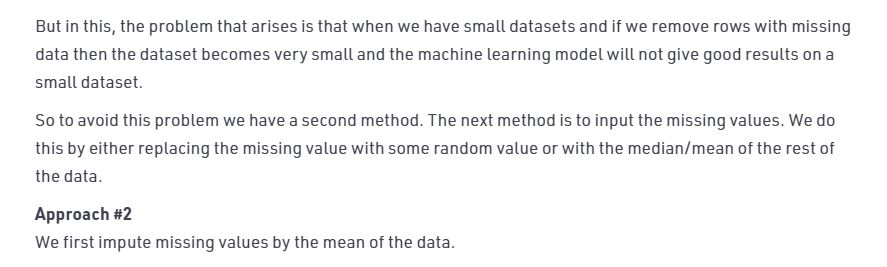 But in this, the problem that arises is that when we have small datasets and if we remove rows with missing
data then the dataset becomes very small and the machine learning model will not give good results on a
small dataset.
So to avoid this problem we have a second method. The next method is to input the missing values. We do
this by either replacing the missing value with some random value or with the median/mean of the rest of
the data.
Approach #2
We first impute missing values by the mean of the data.